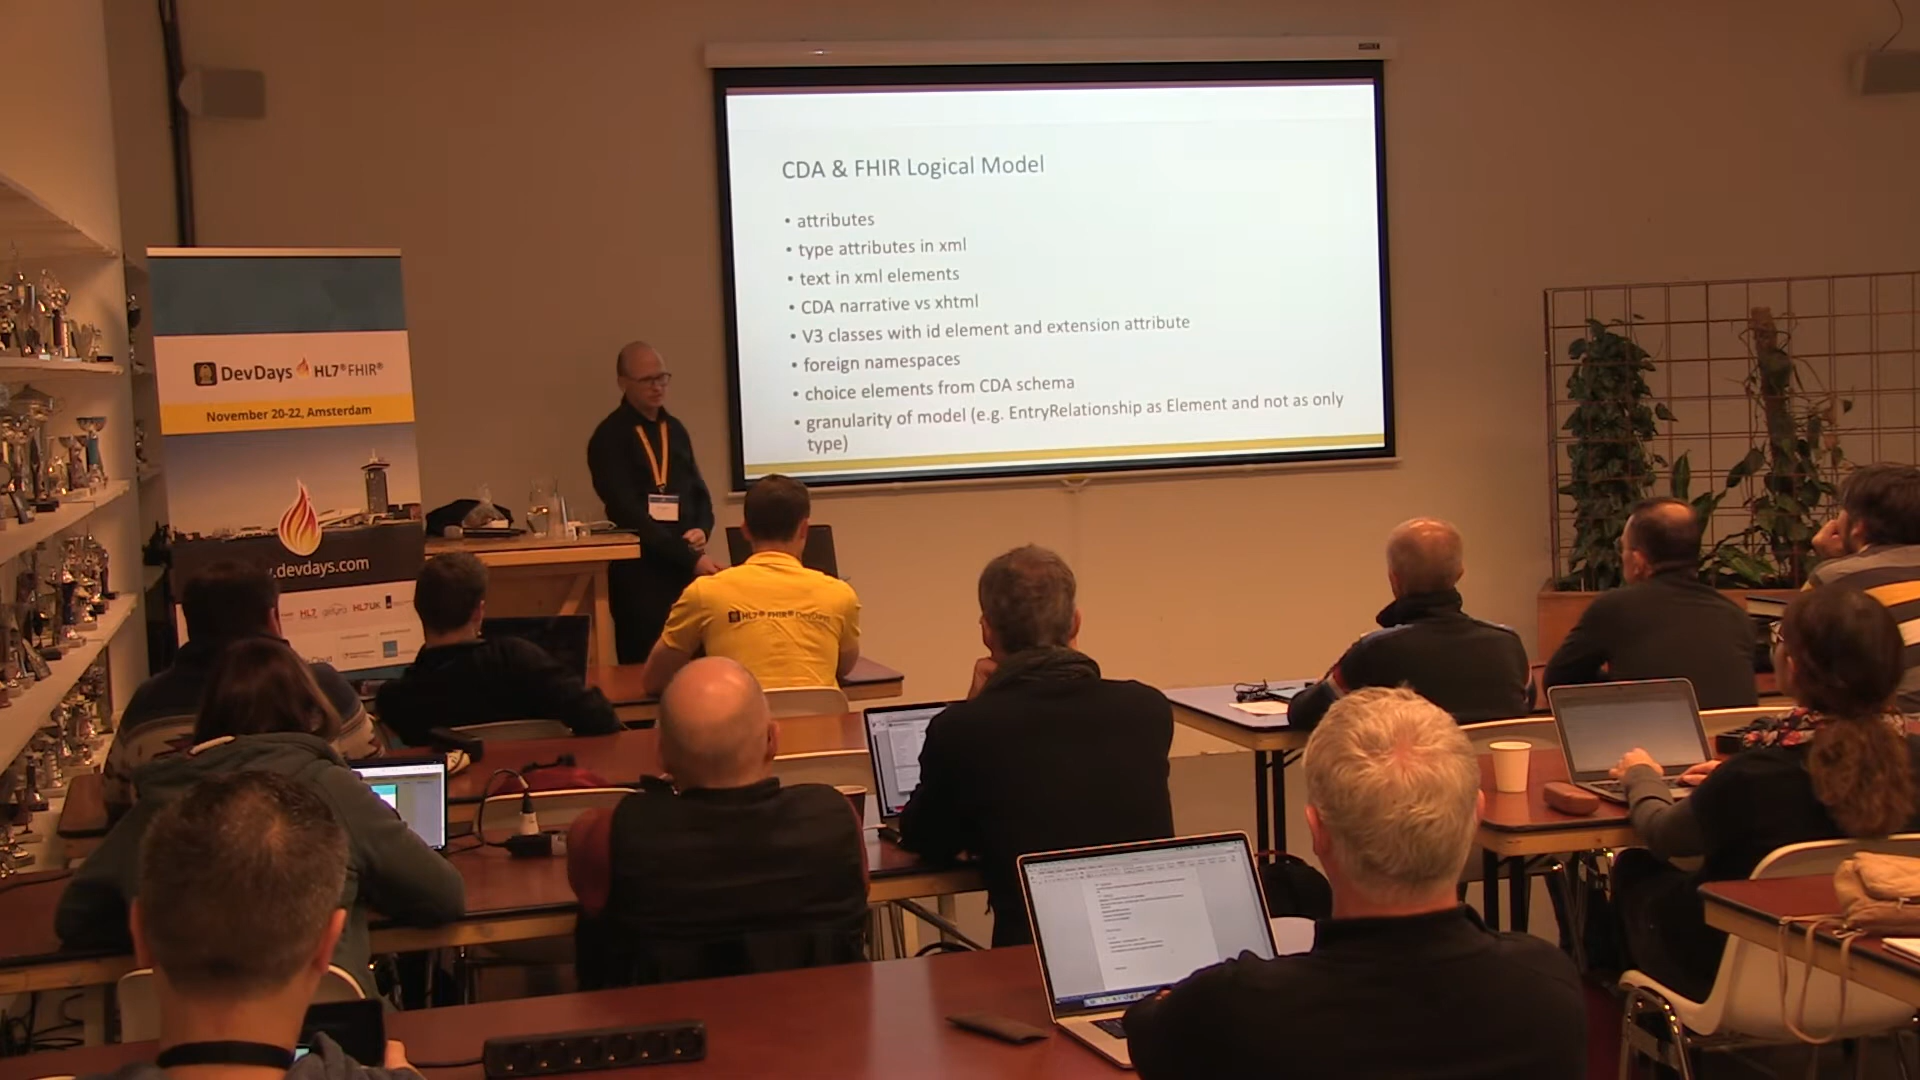 CDA & FHIR Logical Model
• attributes
• type attributes in xml
• text in xml elements
• CDA narrative vs xhtml
• V3 classes with id element and extension attribute
• foreign namespaces
• choice elements from CDA schema
• granularity of model (e.g. EntryRelationship as Element and not as only
type)
DevDays HL7® FHIR®
November 20-22, Amsterdam
.devdays.com
HL7
HL7UK
HL7® FHIR® DevDays